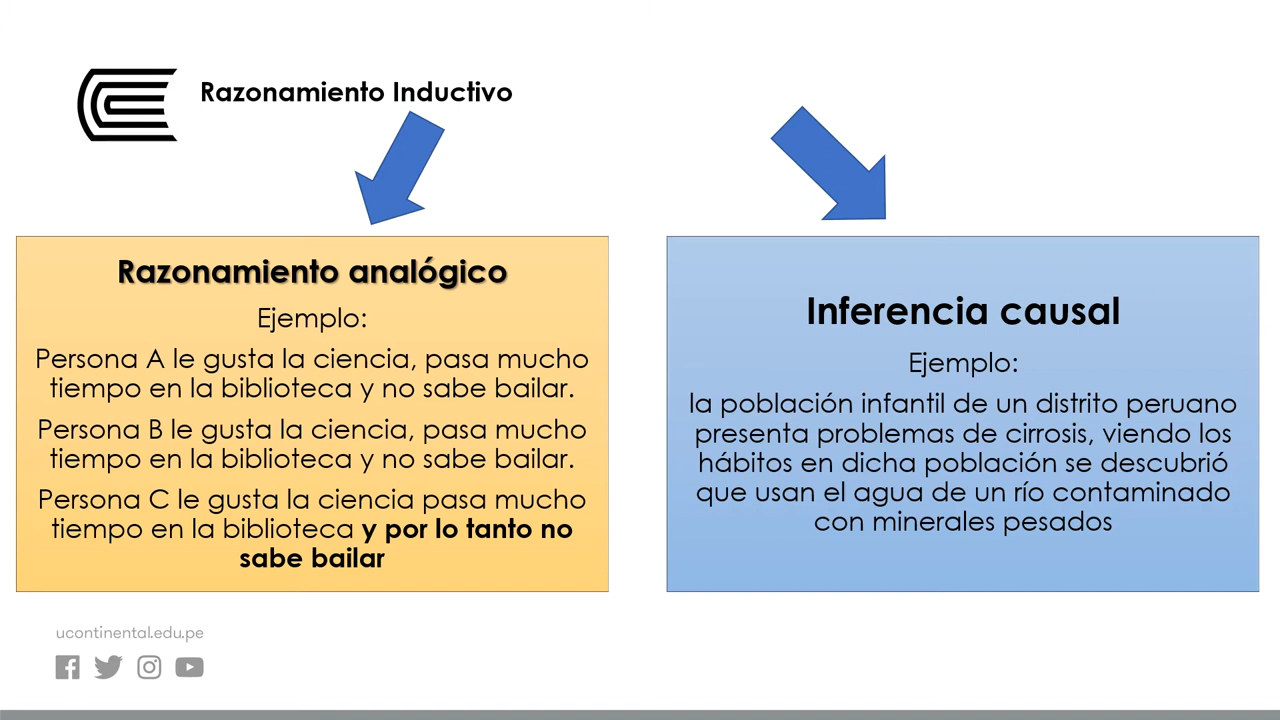 Razonamiento Inductivo
Razonamiento analógico
Ejemplo:
Persona A le gusta la ciencia, pasa mucho
tiempo en la biblioteca y no sabe bailar.
Persona B le gusta la ciencia, pasa mucho
tiempo en la biblioteca y no sabe bailar.
Persona C le gusta la ciencia pasa mucho
tiempo en la biblioteca y por lo tanto no
sabe bailar
Inferencia causal
Ejemplo:
la población infantil de un distrito peruano
presenta problemas de cirrosis, viendo los
hábitos en dicha población se descubrió
que usan el agua de un río contaminado
con minerales pesados
ucontinental.edu.pe